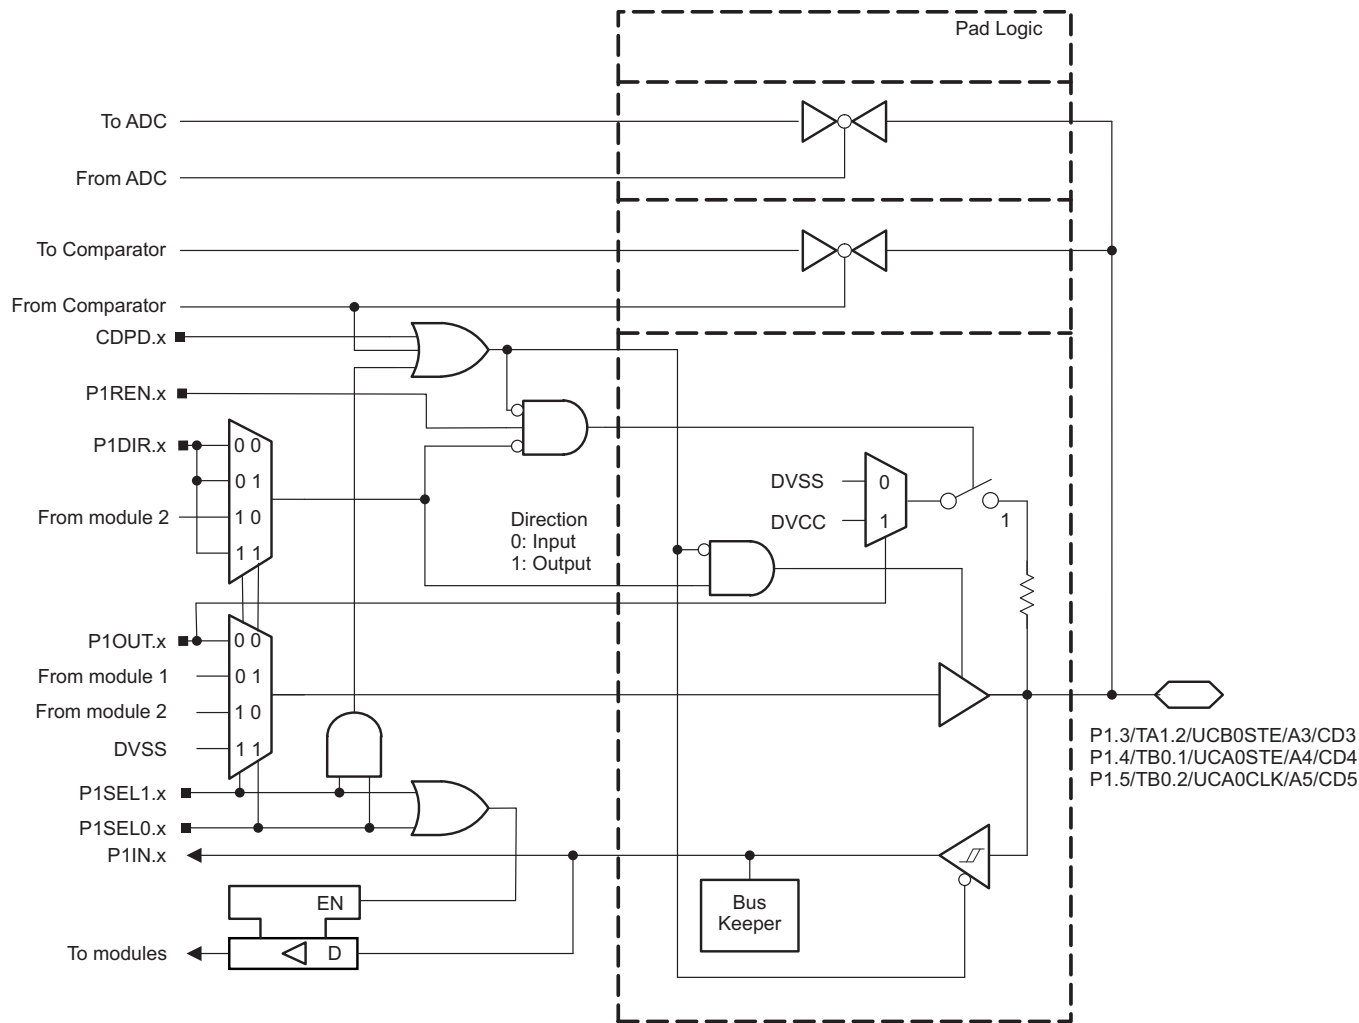 Pad Logic
To ADC
From ADC
To Comparator
From Comparator
CDPD.x
P1REN.x
P1DIR.x
0 0
0 1
From module 2
1 0
1 1
Direction
0: Input
1: Output
DVSS
0
DVCC
1
1
P1OUT.x
0 0
From module 1
0 1
From module 2
1 0
DVSS
1 1
P1.3/TA1.2/UCB0STE/A3/CD3
P1.4/TB0.1/UCA0STE/A4/CD4
P1.5/TB0.2/UCA0CLK/A5/CD5
P1SEL1.x
P1SEL0.x
P1IN.x
EN
Bus
Keeper
To modules
D